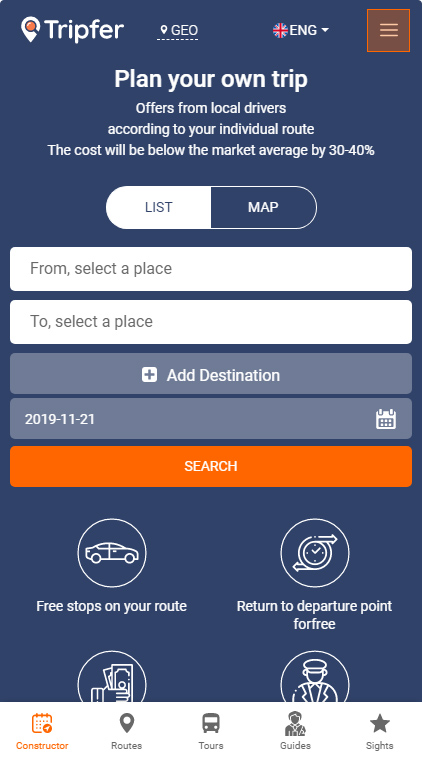 Tripfer
GEO
ENG
Plan your own trip
Offers from local drivers
according to your individual route
The cost will be below the market average by 30-40%
LIST
MAP
From, select a place
To, select a place
Add Destination
2019-11-21
SEARCH
Free stops on your route
Return to departure point
forfree
Constructor
Routes
Tours
Guides
Sights